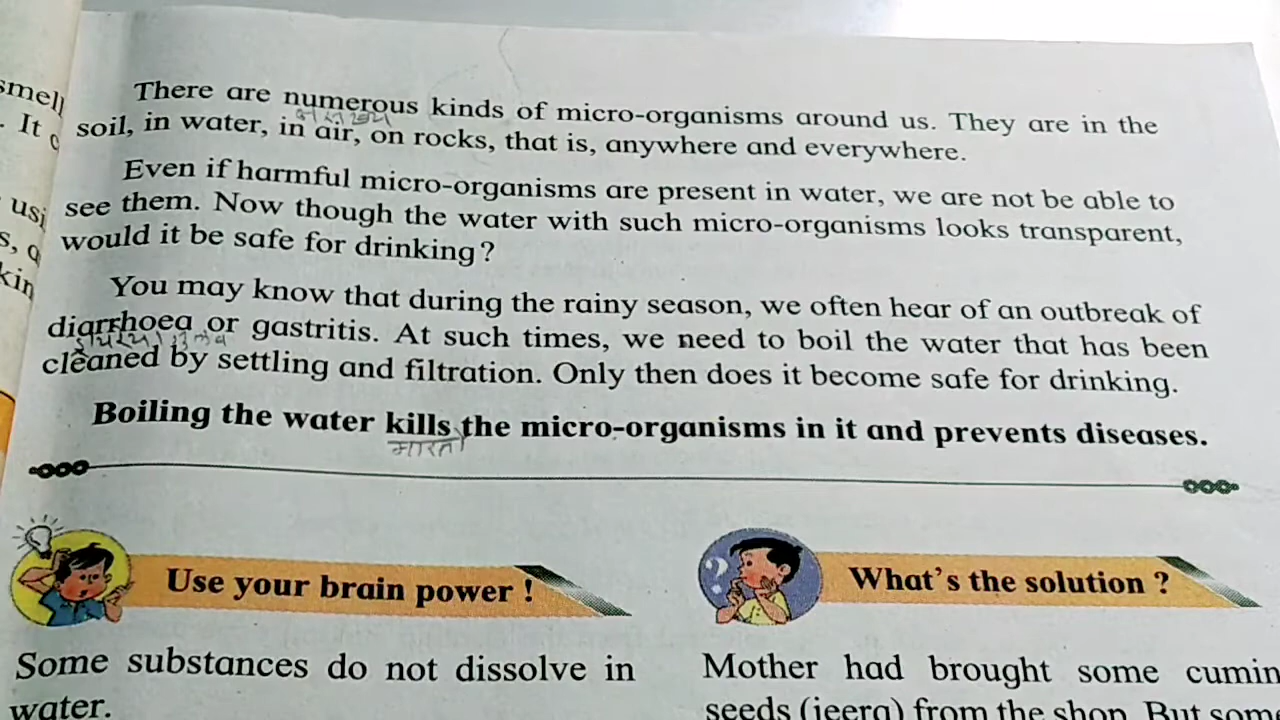 smell
There are numerous kinds of micro-organisms around us. They are in the
. It
soil, in water, in air, on rocks, that is, anywhere and everywhere.
Even if harmful micro-organisms are present in water, we are not be able to
see them. Now though the water with such micro-organisms looks transparent,
would it be safe for drinking?
You may know that during the rainy season, we often hear of an outbreak of
diarrhoea or gastritis. At such times, we need to boil the water that has been
cleaned by settling and filtration. Only then does it become safe for drinking.
Boiling the water kills the micro-organisms in it and prevents diseases.
Use your brain power !
Some substances do not dissolve in
water.
What's the solution ?
Mother had brought some cumin
seeds (jeera) from the shop. But some